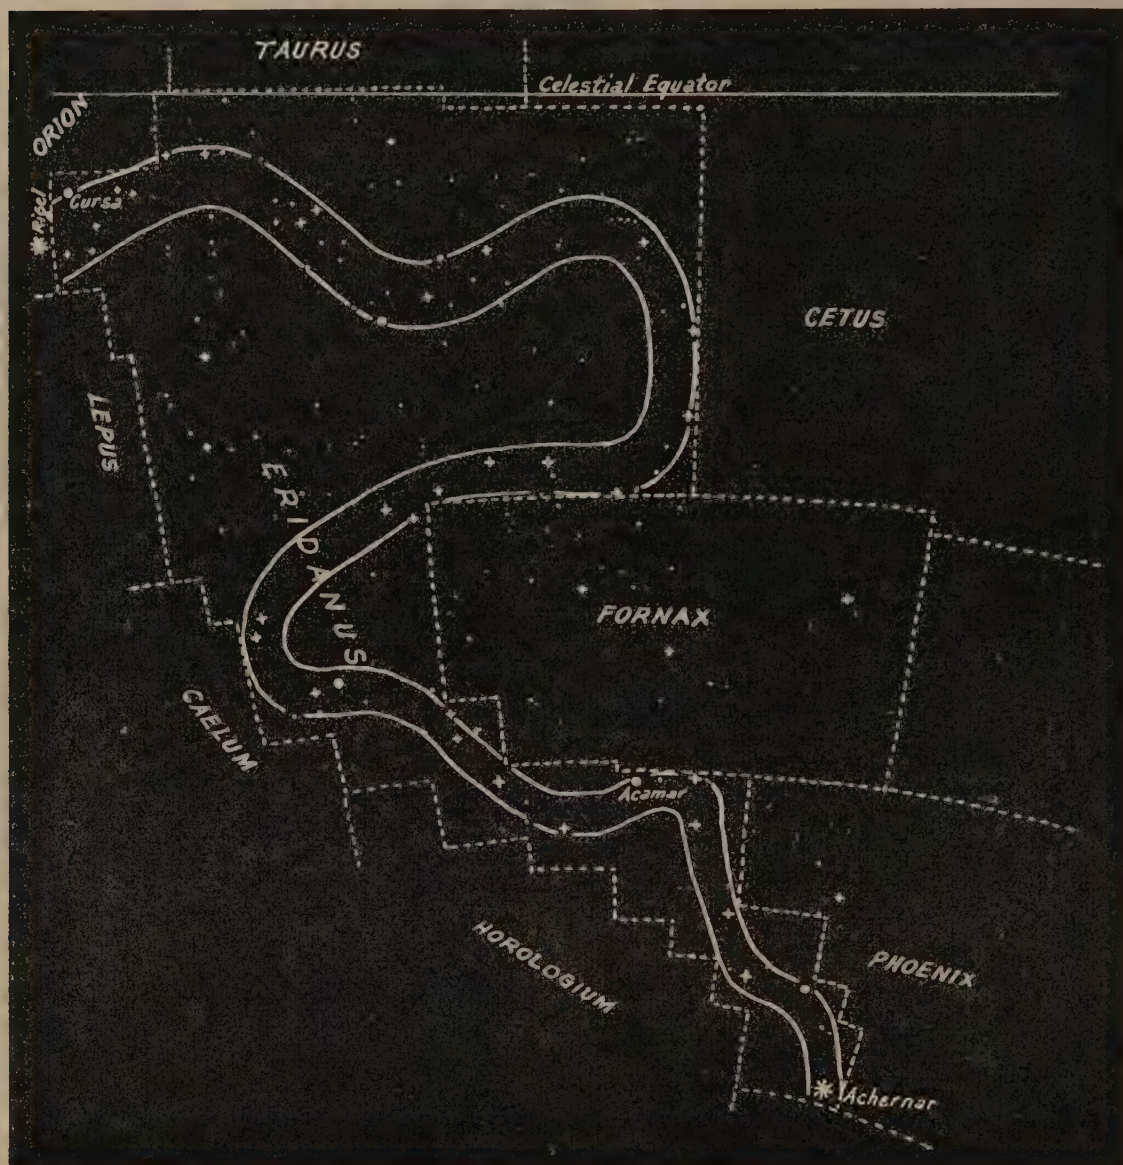 TAURUS
Celestial Equator
ORION
Rigel
Cursa
CETUS
LEPUS
ERIDANUS
FORNAX
CAELUM
Acamar
HOROLOGIUM
PHOENIX
Achernar